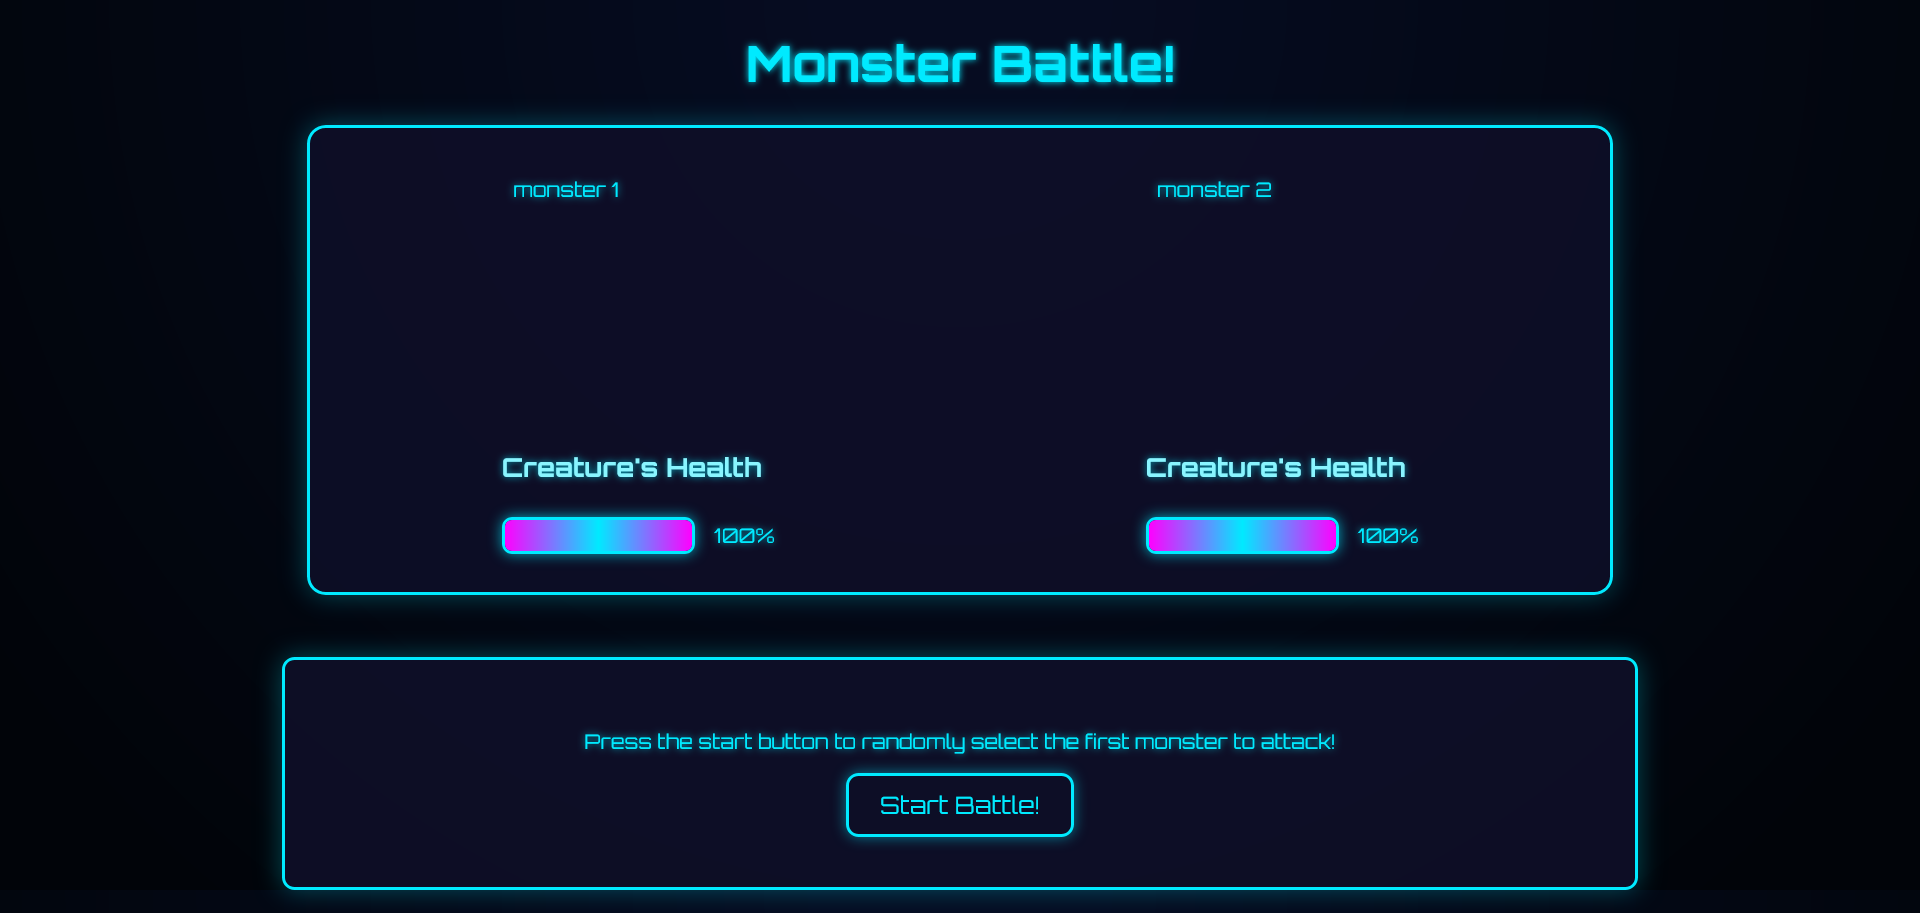 Monster Battle!
monster 1
monster 2
Creature's Health
Creature's Health
100%
100%
Press the start button to randomly select the first monster to attack!
Start Battle!